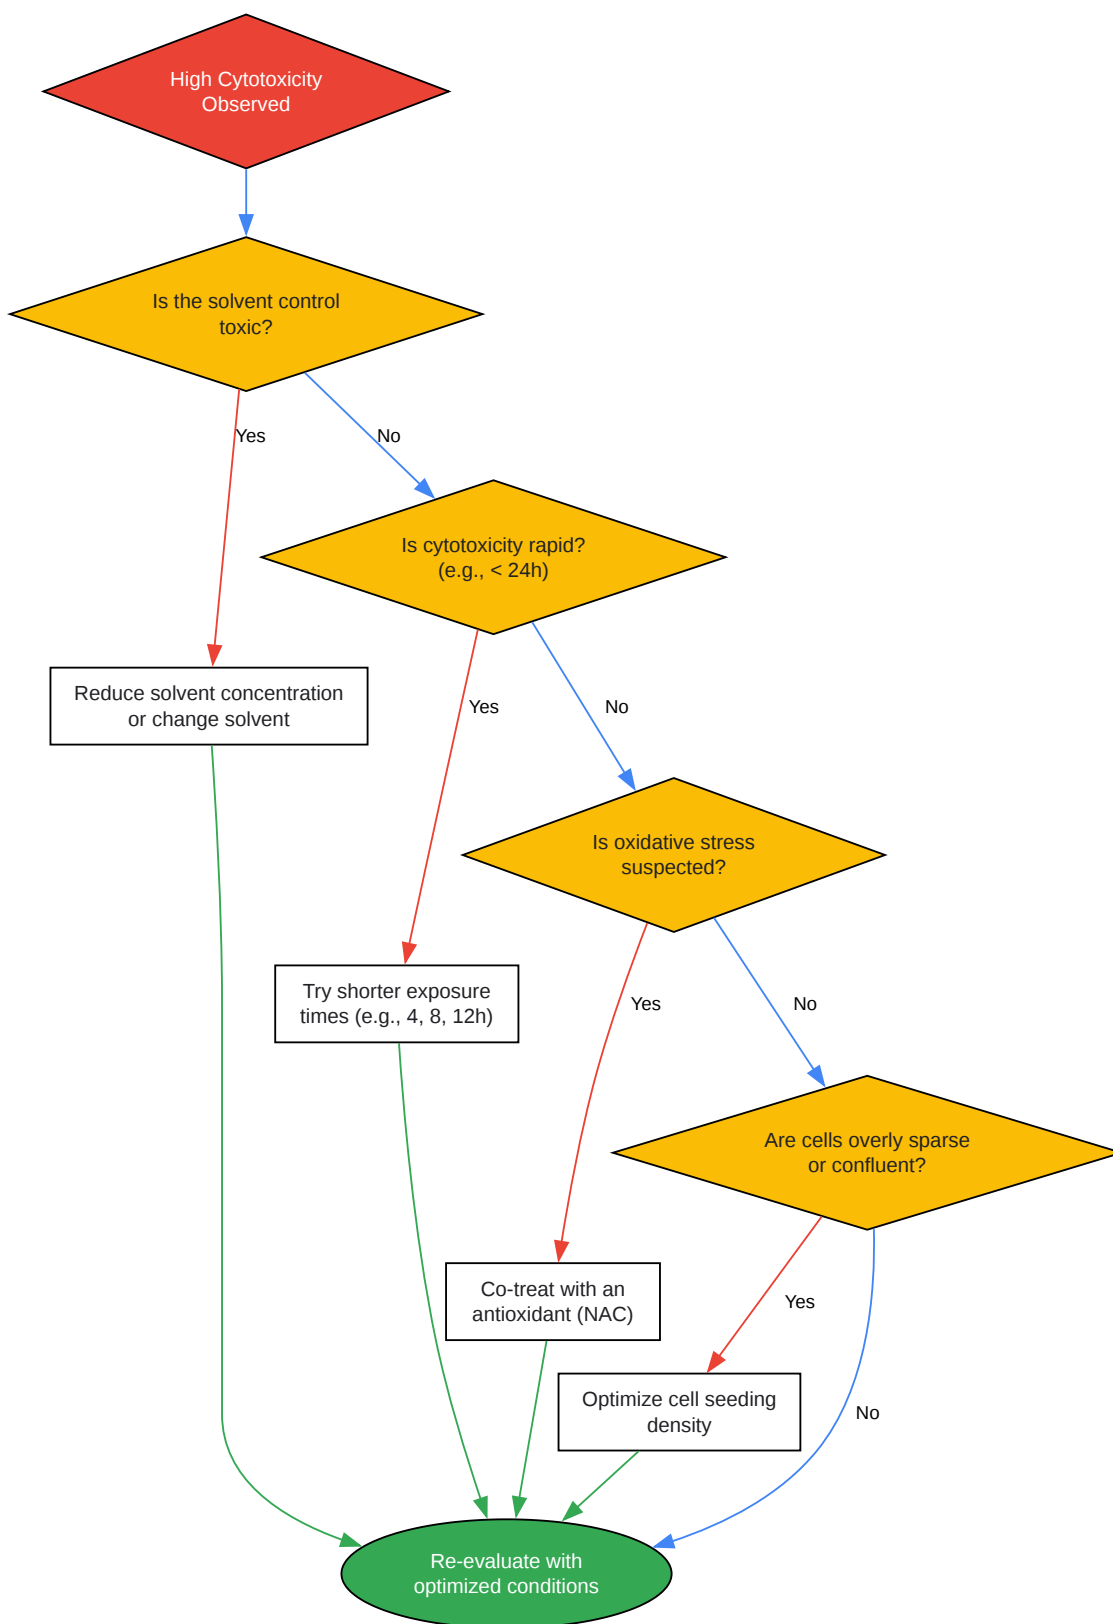 High Cytotoxicity
Observed
Is the solvent control
toxic?
Yes
No
Is cytotoxicity rapid?
(e.g., < 24h)
Reduce solvent concentration
or change solvent
Yes
No
Is oxidative stress
suspected?
Try shorter exposure
times (e.g., 4, 8, 12h)
Yes
No
Are cells overly sparse
or confluent?
Co-treat with an
antioxidant (NAC)
Yes
Optimize cell seeding
density
No
Re-evaluate with
optimized conditions